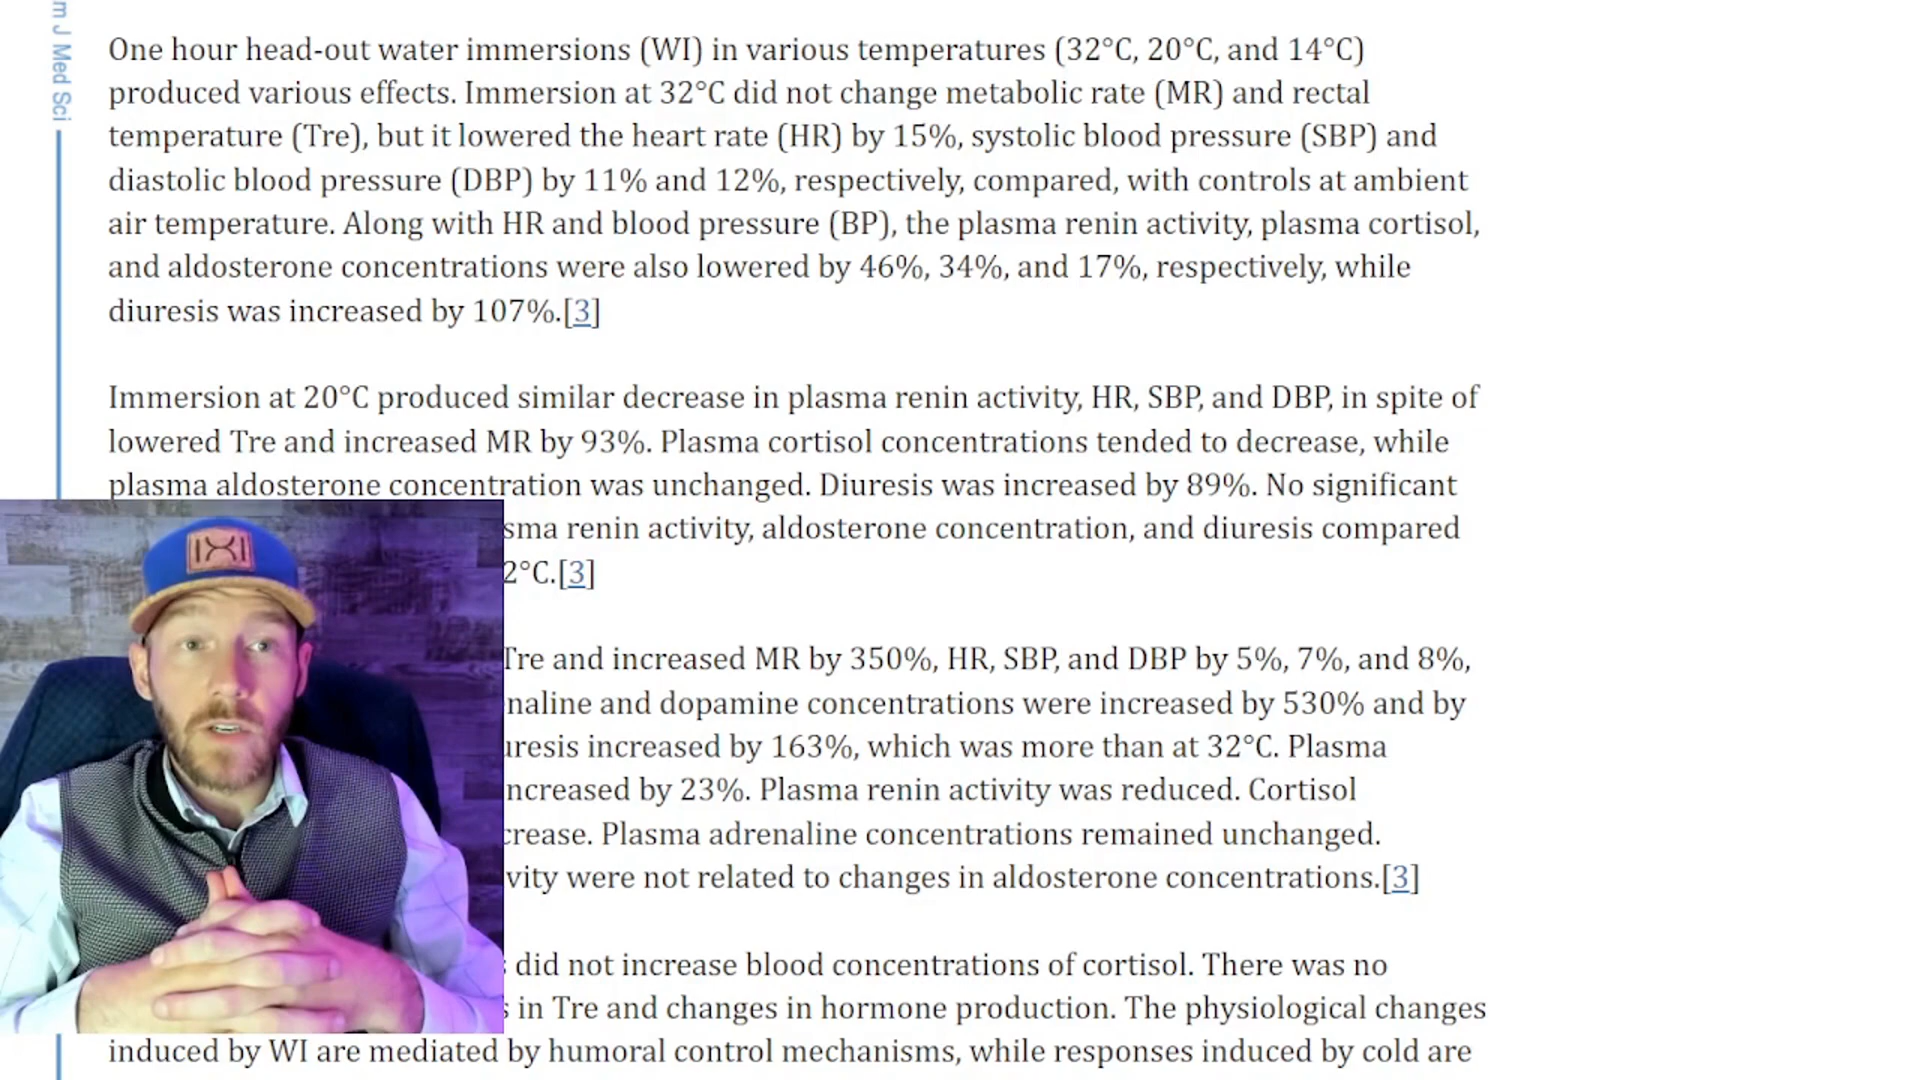 m J Med Sci
One hour head-out water immersions (WI) in various temperatures (32°C, 20°C, and 14°C)
produced various effects. Immersion at 32°C did not change metabolic rate (MR) and rectal
temperature (Tre), but it lowered the heart rate (HR) by 15%, systolic blood pressure (SBP) and
diastolic blood pressure (DBP) by 11% and 12%, respectively, compared, with controls at ambient
air temperature. Along with HR and blood pressure (BP), the plasma renin activity, plasma cortisol,
and aldosterone concentrations were also lowered by 46%, 34%, and 17%, respectively, while
diuresis was increased by 107%.[3]
Immersion at 20°C produced similar decrease in plasma renin activity, HR, SBP, and DBP, in spite of
lowered Tre and increased MR by 93%. Plasma cortisol concentrations tended to decrease, while
plasma aldosterone concentration was unchanged. Diuresis was increased by 89%. No significant
sma renin activity, aldosterone concentration, and diuresis compared
2°C.[3]
Tre and increased MR by 350%, HR, SBP, and DBP by 5%, 7%, and 8%,
naline and dopamine concentrations were increased by 530% and by
uresis increased by 163%, which was more than at 32°C. Plasma
ncreased by 23%. Plasma renin activity was reduced. Cortisol
crease. Plasma adrenaline concentrations remained unchanged.
vity were not related to changes in aldosterone concentrations.[3]
did not increase blood concentrations of cortisol. There was no
s in Tre and changes in hormone production. The physiological changes
induced by WI are mediated by humoral control mechanisms, while responses induced by cold are